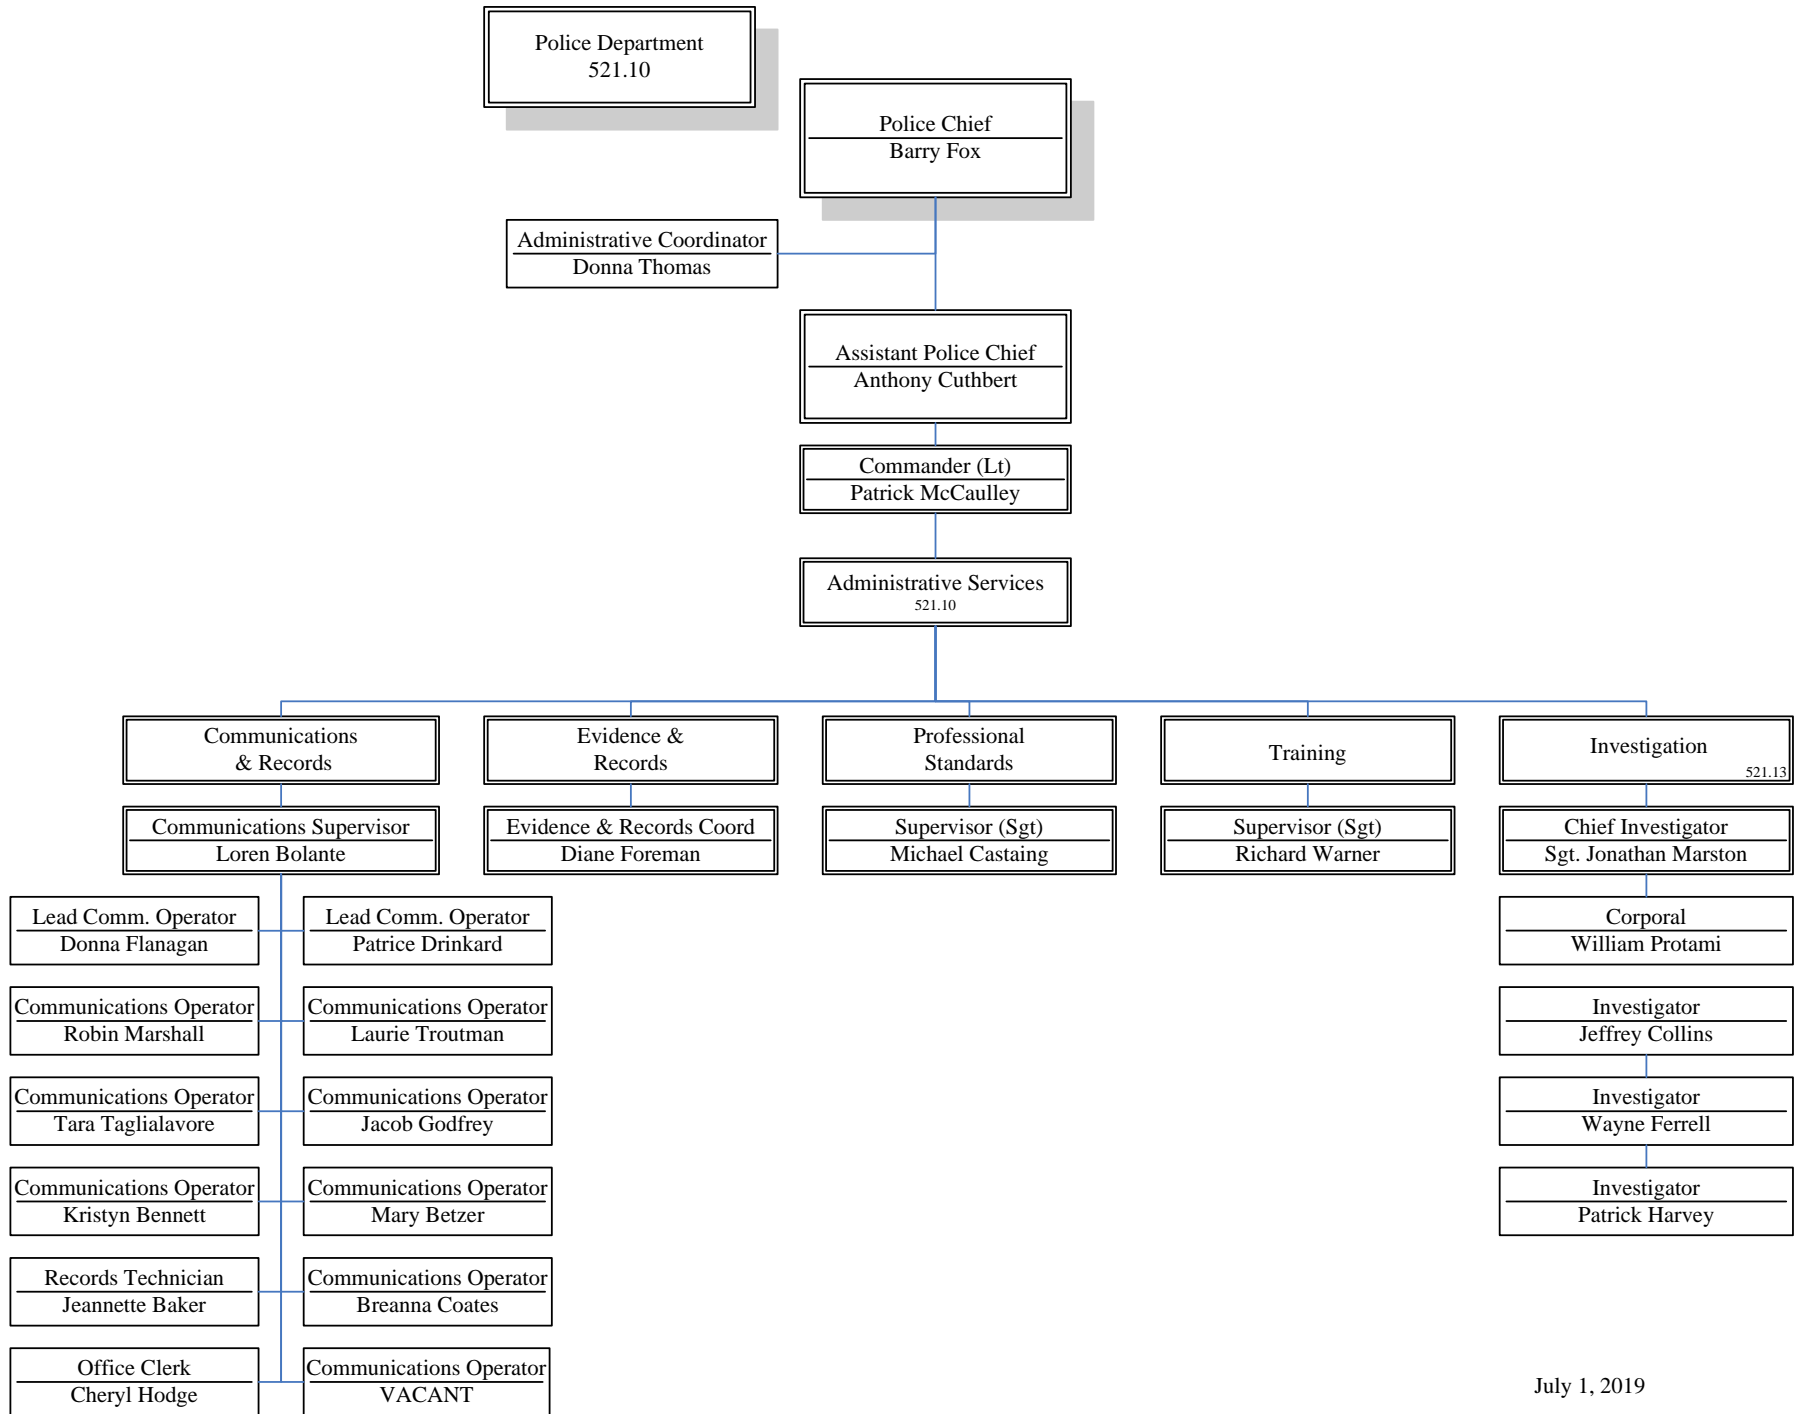 Police Department
521.10
Police Chief
Barry Fox
Administrative Coordinator
Donna Thomas
Assistant Police Chief
Anthony Cuthbert
Commander (Lt)
Patrick McCaulley
Administrative Services
521.10
Communications
& Records
Evidence &
Records
Professional
Standards
Training
Investigation
521.13
Communications Supervisor
Loren Bolante
Evidence & Records Coord
Diane Foreman
Supervisor (Sgt)
Michael Castaing
Supervisor (Sgt)
Richard Warner
Chief Investigator
Sgt. Jonathan Marston
Lead Comm. Operator
Donna Flanagan
Lead Comm. Operator
Patrice Drinkard
Corporal
William Protami
Communications Operator
Robin Marshall
Communications Operator
Laurie Troutman
Investigator
Jeffrey Collins
Communications Operator
Tara Taglialavore
Communications Operator
Jacob Godfrey
Investigator
Wayne Ferrell
Communications Operator
Kristyn Bennett
Communications Operator
Mary Betzer
Investigator
Patrick Harvey
Records Technician
Jeannette Baker
Communications Operator
Breanna Coates
Office Clerk
Cheryl Hodge
Communications Operator
VACANT
July 1, 2019